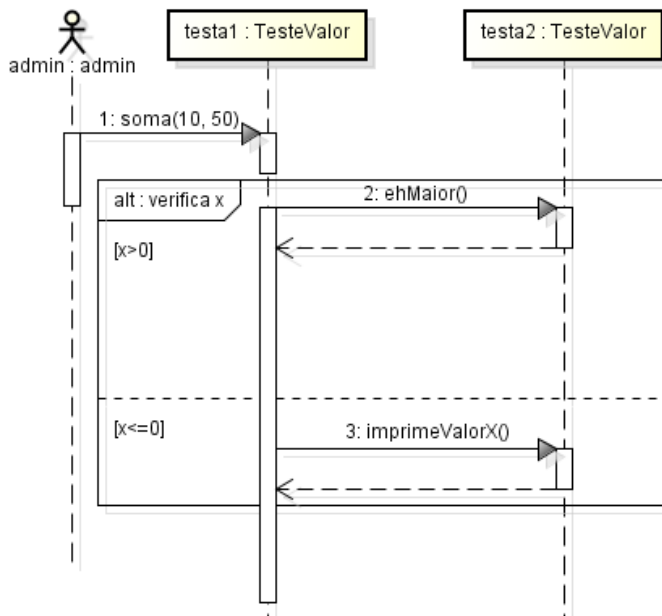 testa1 : TesteValor
testa2 : TesteValor
admin : admin
1: soma(10, 50)
alt : verifica x
2: ehMaior()
[x>0]
[x<=0]
3: imprimeValorX()